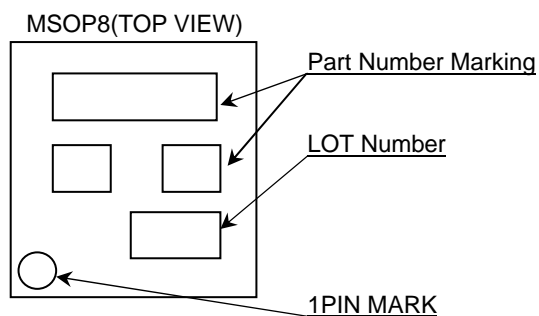 MSOP8(TOP VIEW)
Part Number Marking
LOT Number
1PIN MARK